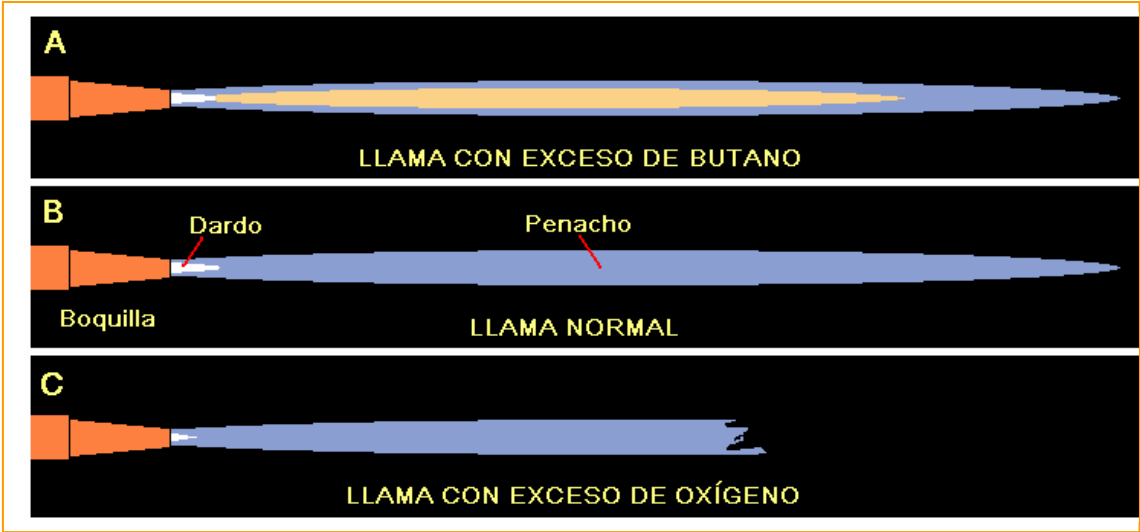 A
LLAMA CON EXCESO DE BUTANO
B
Dardo
Penacho
Boquilla
LLAMA NORMAL
C
LLAMA CON EXCESO DE OXÍGENO